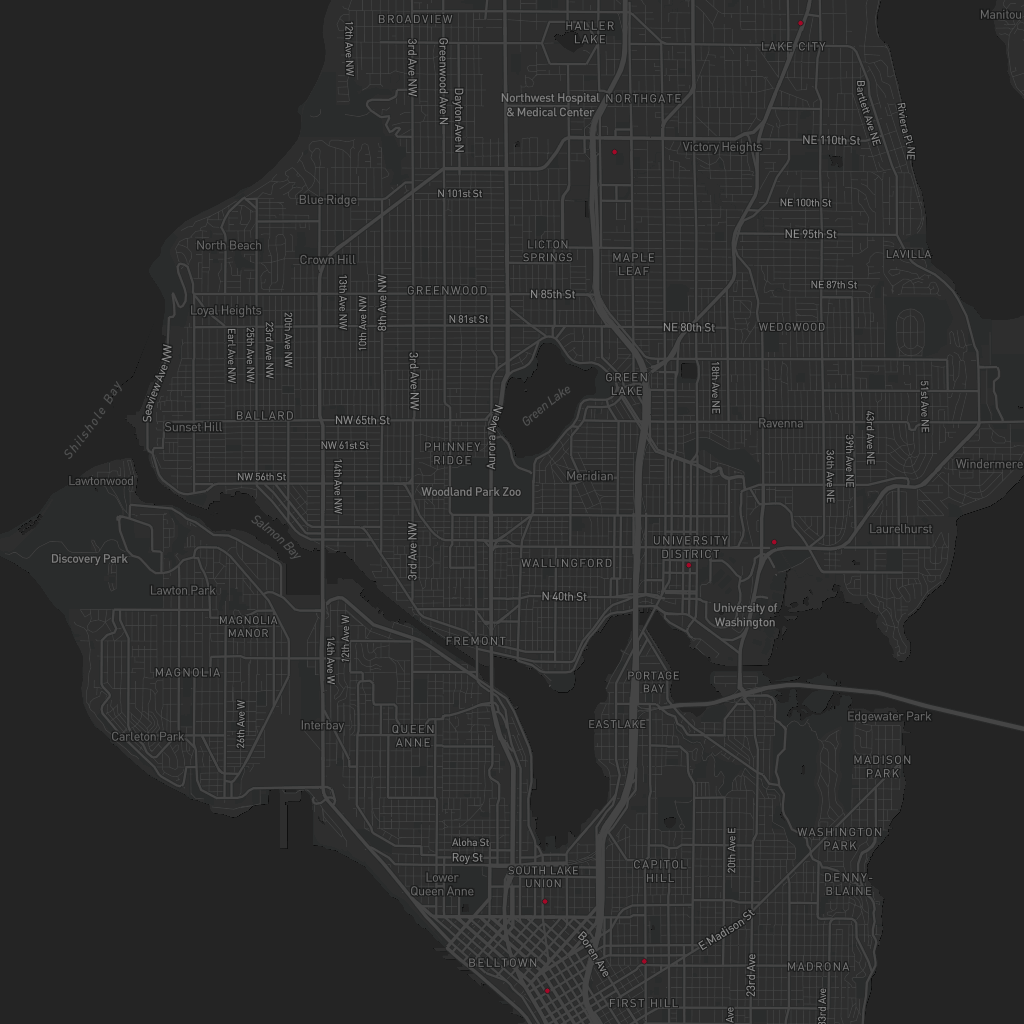 BROADVIEW
12th Ave NW
3rd Ave NW
Greenwood Ave N
Dayton Ave N
HALLER
LAKE
LAKE CITY
Manitou
Northwest Hospital
& Medical Center
NORTHGATE
Bartlett Ave NE
Riviera Pl NE
Victory Heights
NE 110th St
N 101st St
Blue Ridge
NE 100th St
NE 95th St
North Beach
Crown Hill
LICTON
SPRINGS
MAPLE
LEAF
LAVILLA
GREENWOOD
N 85th St
NE 87th St
Loyal Heights
13th Ave NW
10th Ave NW
8th Ave NW
N 81st St
NE 80th St
WEDGWOOD
Earl Ave NW
25th Ave NW
23rd Ave NW
20th Ave NW
Seaview Ave NW
Shilshole Bay
3rd Ave NW
GREEN
LAKE
18th Ave NE
51st Ave NE
Green Lake
BALLARD
NW 65th St
Aurora Ave N
Ravenna
43rd Ave NE
39th Ave NE
36th Ave NE
Sunset Hill
NW 61st St
PHINNEY
RIDGE
Windermere
Lawtonwood
NW 56th St
14th Ave NW
Meridian
Woodland Park Zoo
Salmon Bay
3rd Ave NW
Laurelhurst
Discovery Park
UNIVERSITY
DISTRICT
WALLINGFORD
Lawton Park
N 40th St
University of
Washington
MAGNOLIA
MANOR
14th Ave W
12th Ave W
FREMONT
MAGNOLIA
PORTAGE
BAY
26th Ave W
Interbay
QUEEN
ANNE
EASTLAKE
Edgewater Park
Carleton Park
MADISON
PARK
Aloha St
Roy St
20th Ave E
WASHINGTON
PARK
Lower
Queen Anne
SOUTH LAKE
UNION
CAPITOL
HILL
DENNY-
BLAINE
E Madison St
Boren Ave
BELLTOWN
23rd Ave
MADRONA
FIRST HILL
Ave
33rd Ave